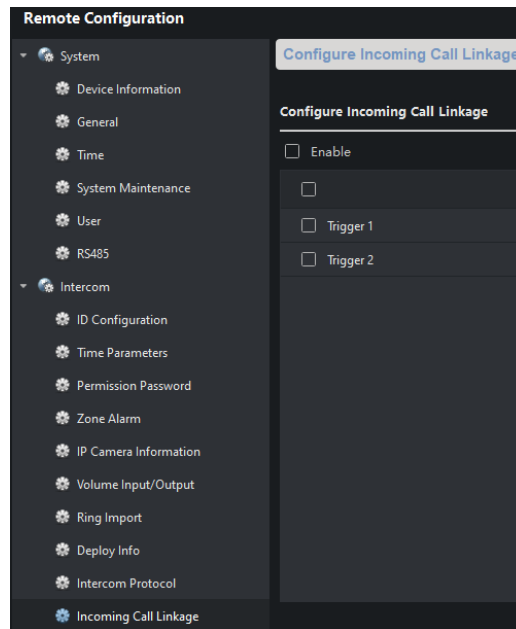 Remote Configuration
System
Device Information
General
Time
System Maintenance
User
RS485
Intercom
ID Configuration
Time Parameters
Permission Password
Zone Alarm
IP Camera Information
Volume Input/Output
Ring Import
Deploy Info
Intercom Protocol
Incoming Call Linkage
Configure Incoming Call Linkage
Configure Incoming Call Linkage
Enable
Trigger 1
Trigger 2